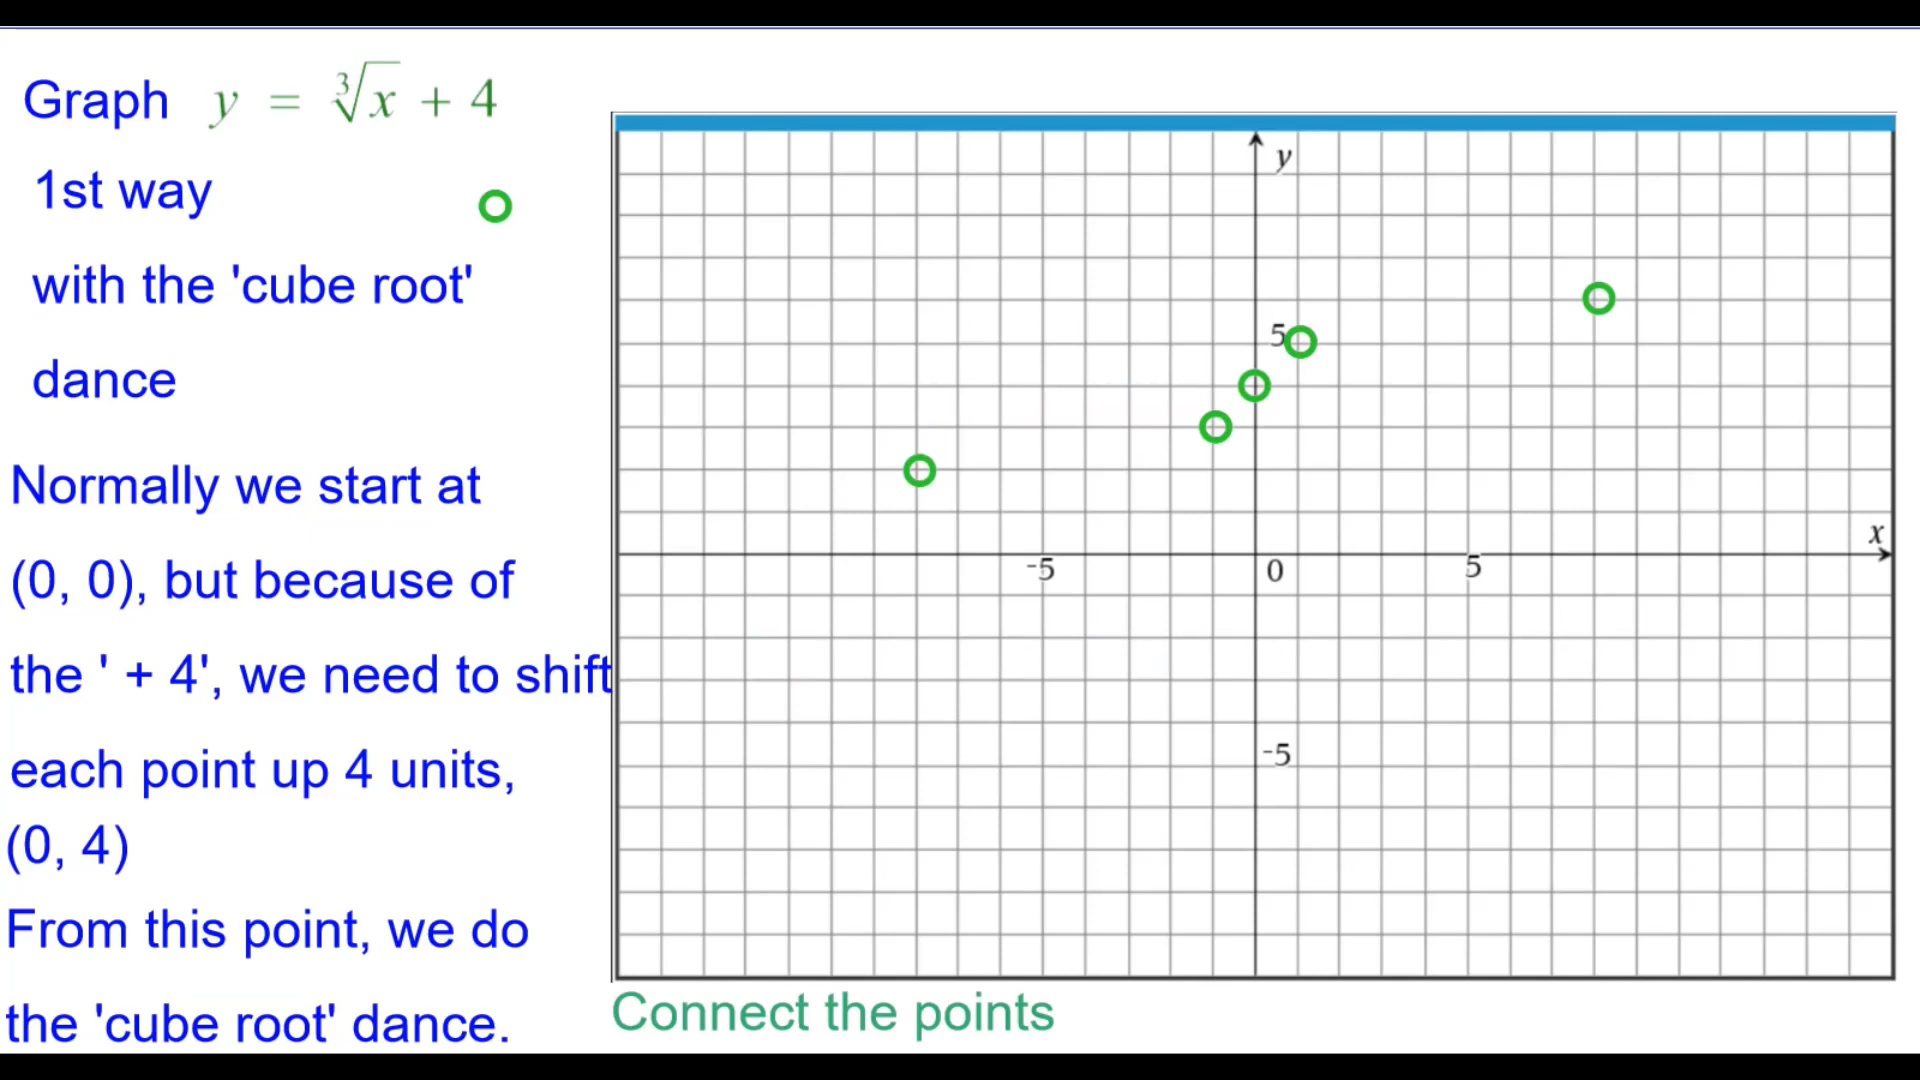 Graph y = ∛x + 4
1st way
with the 'cube root'
dance
Normally we start at
(0, 0), but because of
the ' + 4', we need to shift
each point up 4 units,
(0, 4)
From this point, we do
the 'cube root' dance.
y
5
x
-5 0 5
-5
Connect the points